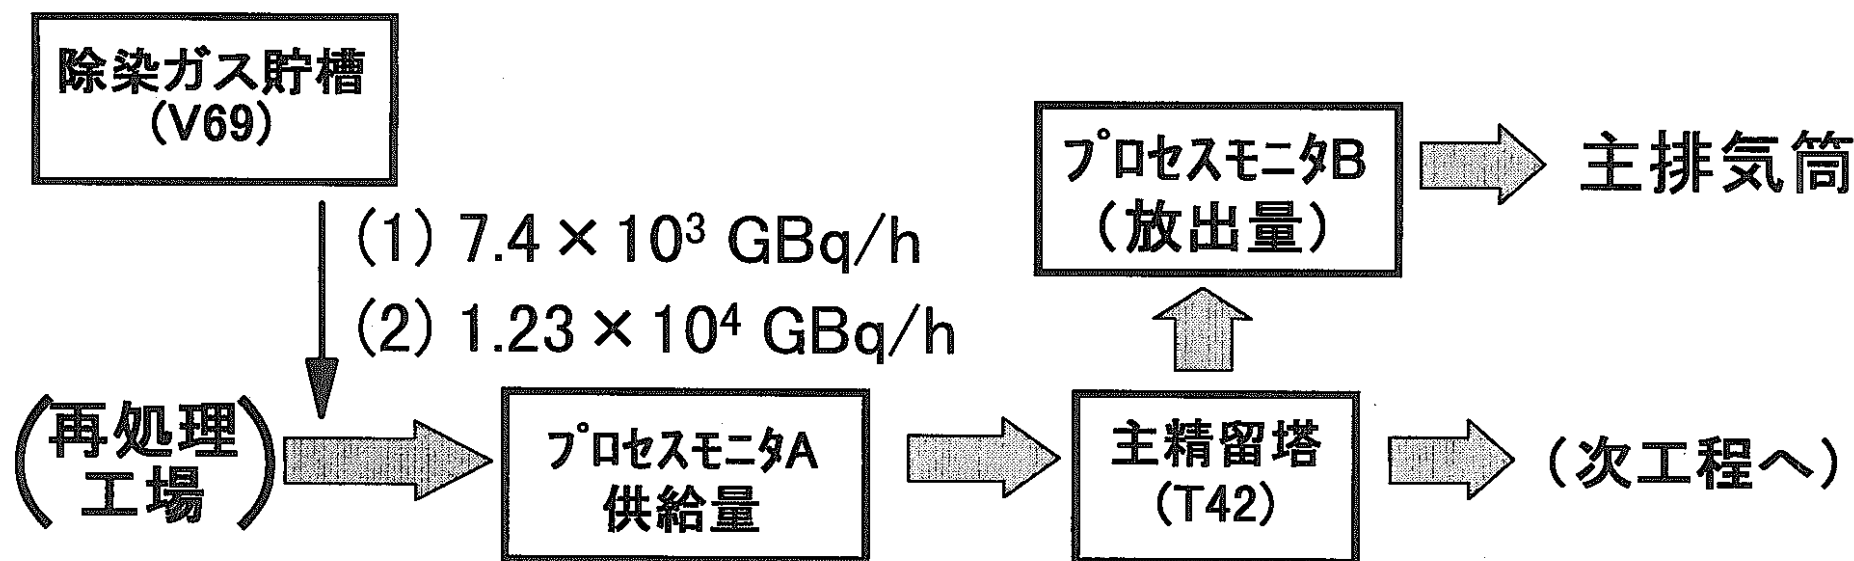 除染ガス貯槽
(V69)
(1) 7.4×10³ GBq/h
(2) 1.23×10⁴ GBq/h
プロセスモニタB
(放出量)
主排気筒
(再処理
工場)
プロセスモニタA
供給量
主精留塔
(T42)
(次工程へ)